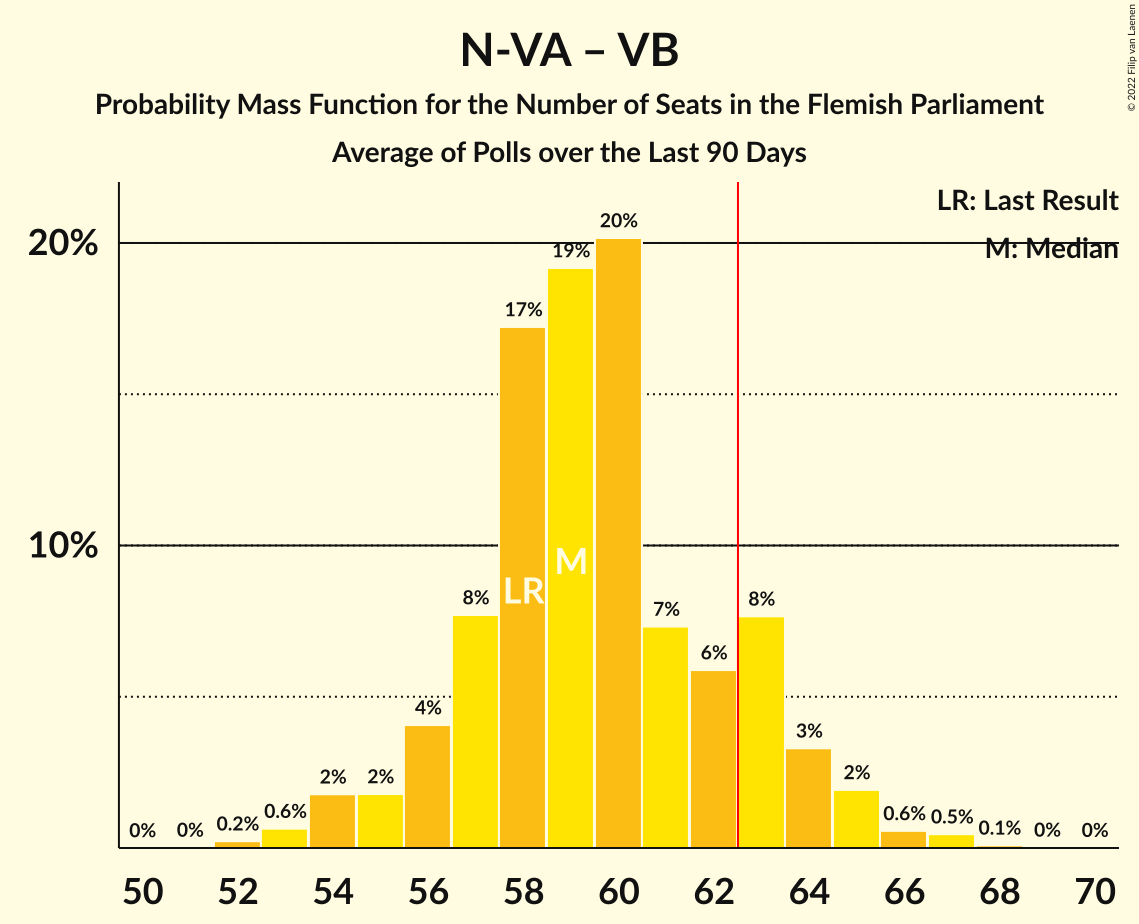 N-VA – VB
Probability Mass Function for the Number of Seats in the Flemish Parliament
Average of Polls over the Last 90 Days
© 2022 Filip van Laenen
LR: Last Result
M: Median
20%
10%
0%
0%
0.2%
0.6%
2%
2%
4%
8%
17%
19%
20%
7%
6%
8%
3%
2%
0.6%
0.5%
0.1%
0%
0%
LR
M
50 52 54 56 58 60 62 64 66 68 70